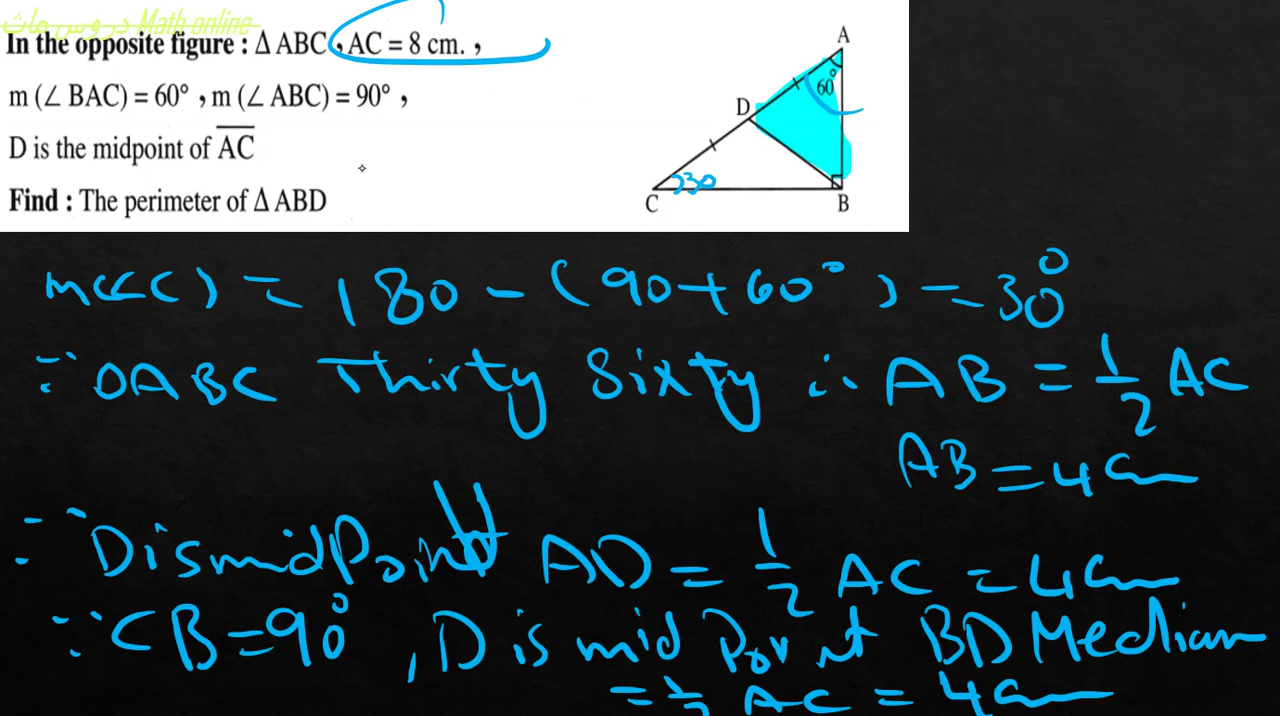 دروس هات Math online
In the opposite figure : Δ ABC , AC = 8 cm. ,
m (∠ BAC) = 60° , m (∠ ABC) = 90° ,
D is the midpoint of AC
Find : The perimeter of Δ ABD
A
60°
D
30
C
B
m(<C) = 180 - (90+60°) = 30°
∵ ΔABC Thirty Sixty ∴ AB = 1/2 AC
AB = 4cm
∵ D is midPoint AD = 1/2 AC = 4cm
∵ <B = 90°, D is mid Point BD Median
= 1/2 AC = 4cm